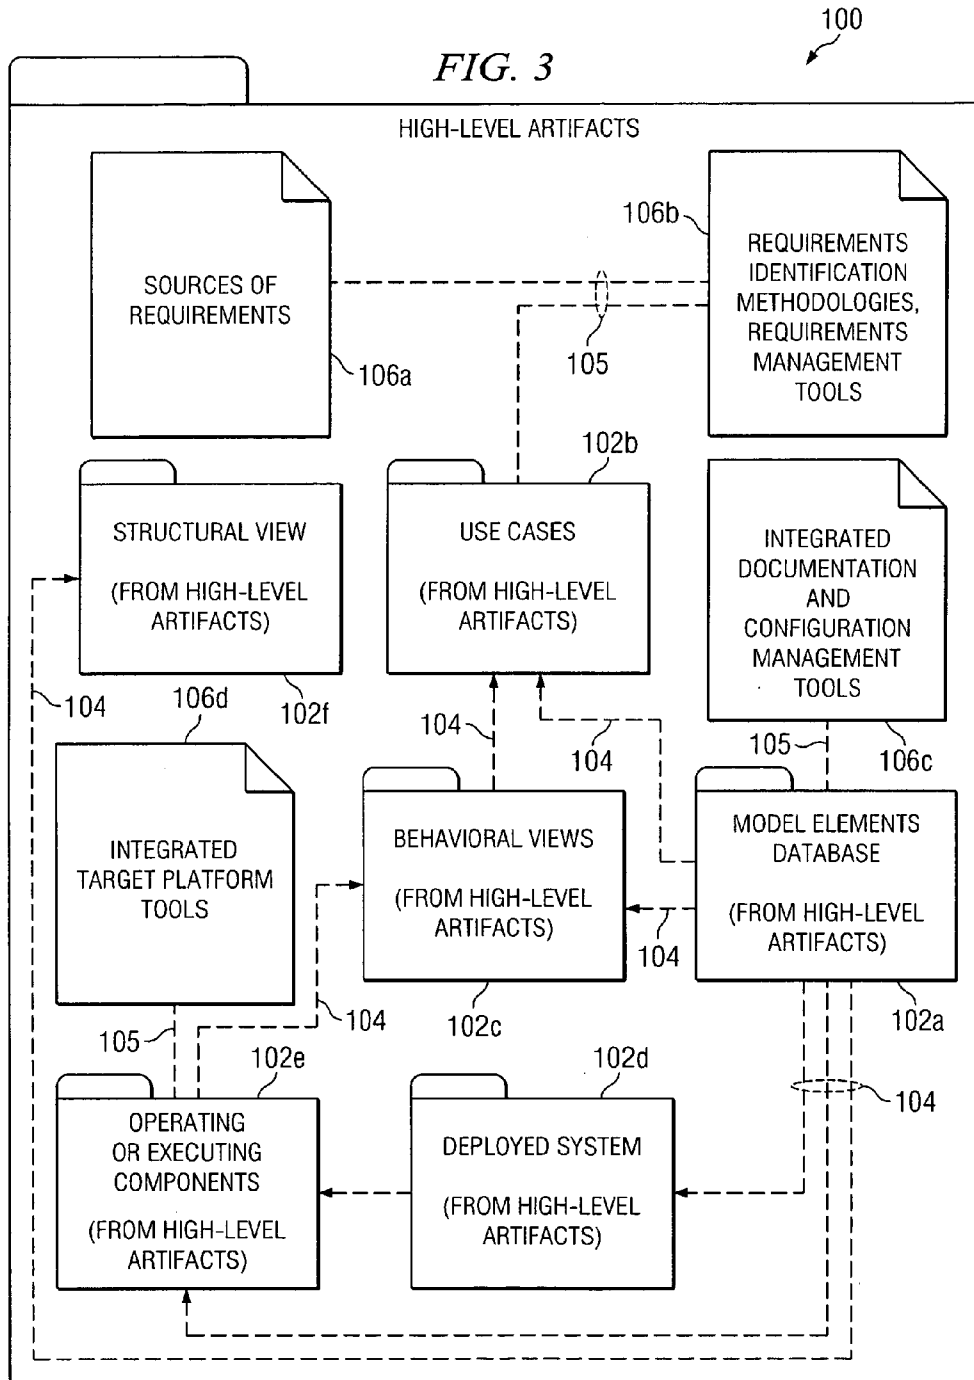 100
FIG. 3
HIGH-LEVEL ARTIFACTS
SOURCES OF
REQUIREMENTS
106a
105
106b
REQUIREMENTS
IDENTIFICATION
METHODOLOGIES,
REQUIREMENTS
MANAGEMENT
TOOLS
STRUCTURAL VIEW
(FROM HIGH-LEVEL
ARTIFACTS)
102f
104
102b
USE CASES
(FROM HIGH-LEVEL
ARTIFACTS)
INTEGRATED
DOCUMENTATION
AND
CONFIGURATION
MANAGEMENT
TOOLS
106c
105
106d
INTEGRATED
TARGET PLATFORM
TOOLS
105
104
104
104
BEHAVIORAL VIEWS
(FROM HIGH-LEVEL
ARTIFACTS)
102c
104
MODEL ELEMENTS
DATABASE
(FROM HIGH-LEVEL
ARTIFACTS)
102a
104
102e
OPERATING
OR EXECUTING
COMPONENTS
(FROM HIGH-LEVEL
ARTIFACTS)
102d
DEPLOYED SYSTEM
(FROM HIGH-LEVEL
ARTIFACTS)